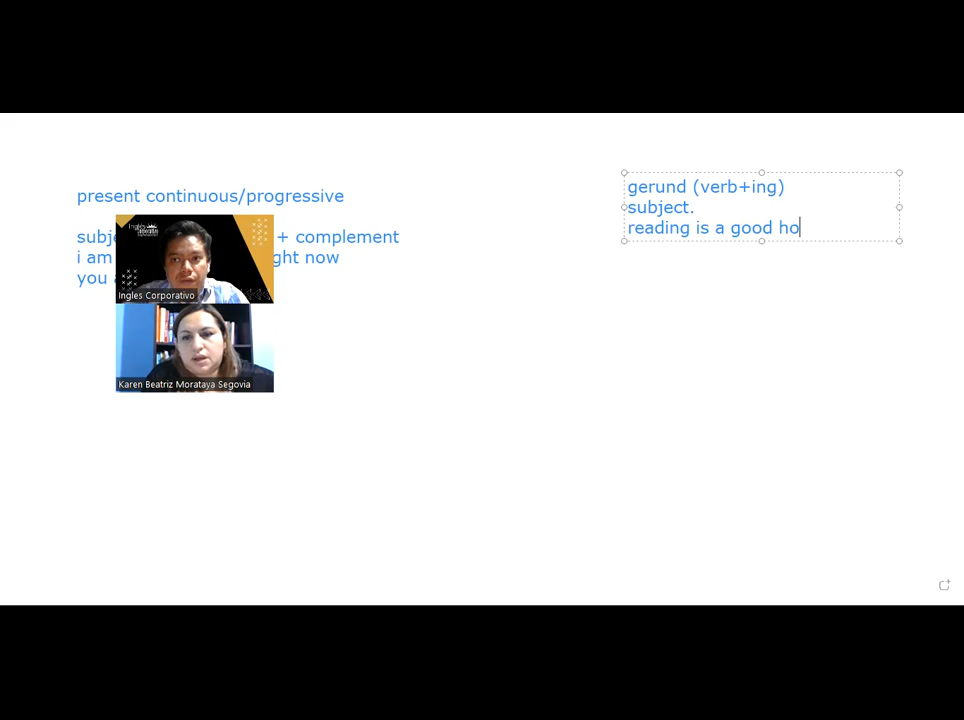 present continuous/progressive
+ complement
i am
ght now
you
Ingles Corporativo
Karen Beatriz Morataya Segovia
gerund (verb+ing)
subject.
reading is a good ho